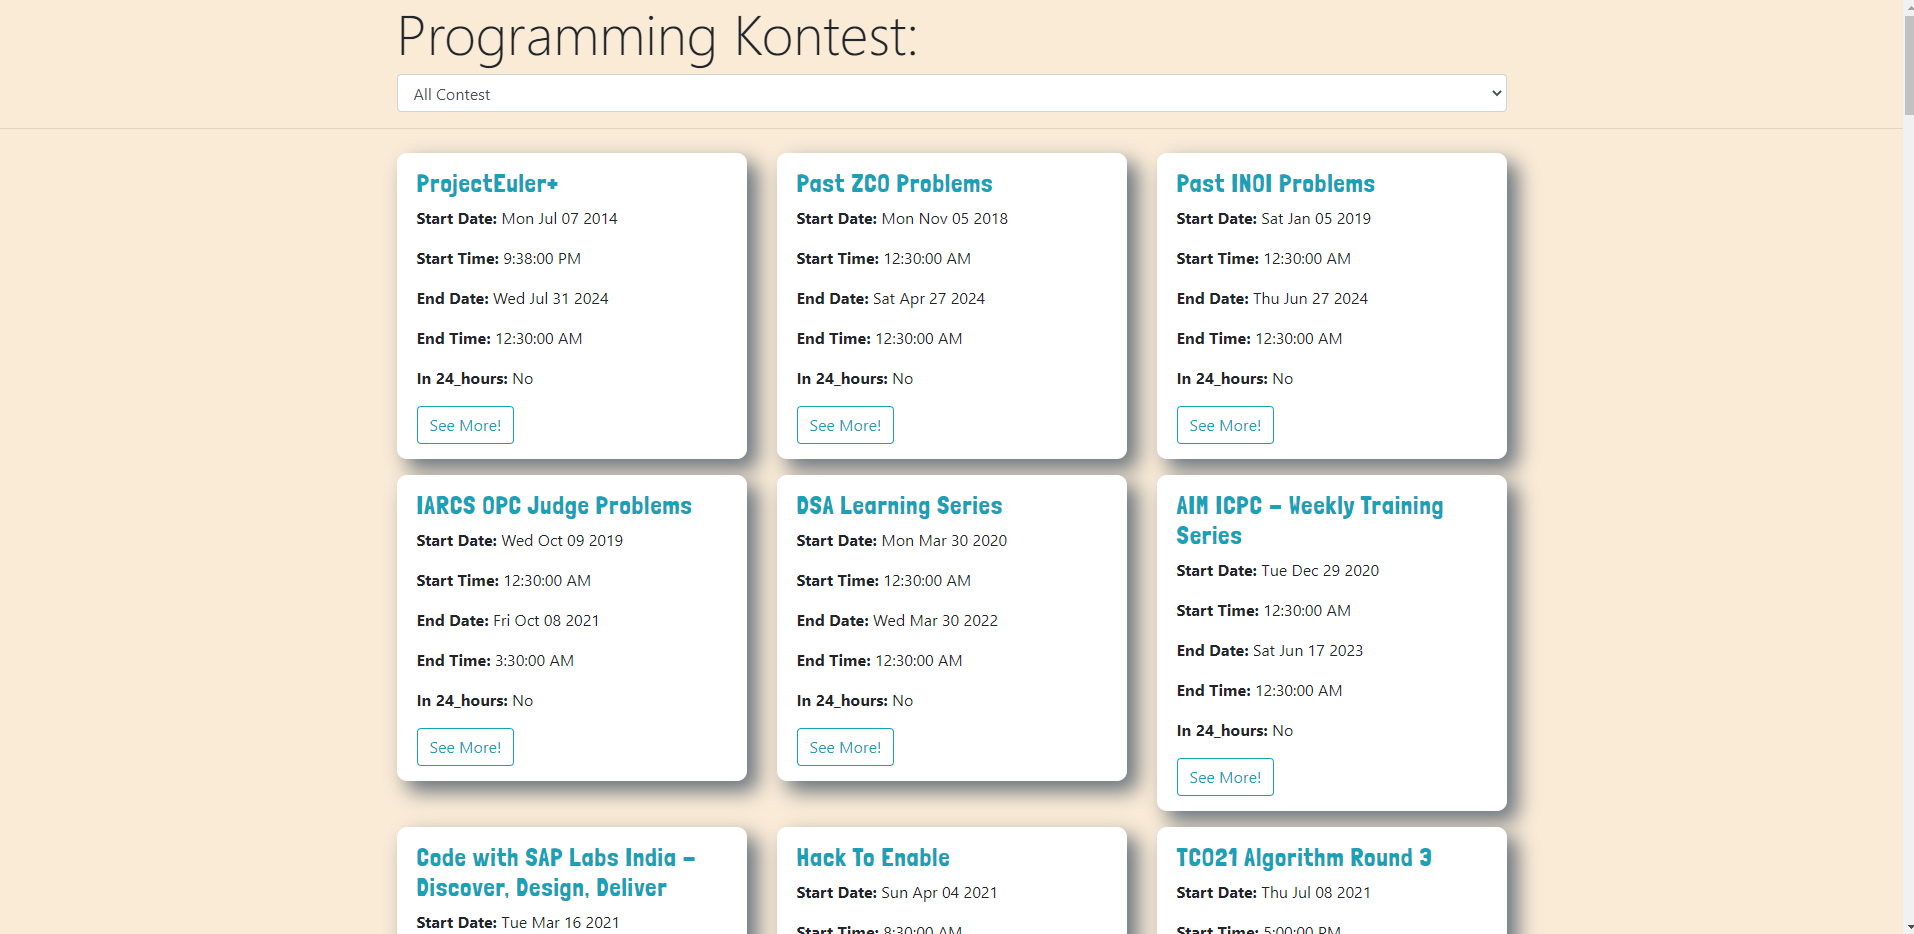 Programming Kontest:
All Contest
ProjectEuler+
Start Date: Mon Jul 07 2014
Start Time: 9:38:00 PM
End Date: Wed Jul 31 2024
End Time: 12:30:00 AM
In 24_hours: No
See More!
Past ZCO Problems
Start Date: Mon Nov 05 2018
Start Time: 12:30:00 AM
End Date: Sat Apr 27 2024
End Time: 12:30:00 AM
In 24_hours: No
See More!
Past INOI Problems
Start Date: Sat Jan 05 2019
Start Time: 12:30:00 AM
End Date: Thu Jun 27 2024
End Time: 12:30:00 AM
In 24_hours: No
See More!
IARCS OPC Judge Problems
Start Date: Wed Oct 09 2019
Start Time: 12:30:00 AM
End Date: Fri Oct 08 2021
End Time: 3:30:00 AM
In 24_hours: No
See More!
DSA Learning Series
Start Date: Mon Mar 30 2020
Start Time: 12:30:00 AM
End Date: Wed Mar 30 2022
End Time: 12:30:00 AM
In 24_hours: No
See More!
AIM ICPC – Weekly Training
Series
Start Date: Tue Dec 29 2020
Start Time: 12:30:00 AM
End Date: Sat Jun 17 2023
End Time: 12:30:00 AM
In 24_hours: No
See More!
Code with SAP Labs India –
Discover, Design, Deliver
Start Date: Tue Mar 16 2021
Hack To Enable
Start Date: Sun Apr 04 2021
Start Time: 8:30:00 AM
TCO21 Algorithm Round 3
Start Date: Thu Jul 08 2021
Start Time: 5:00:00 PM